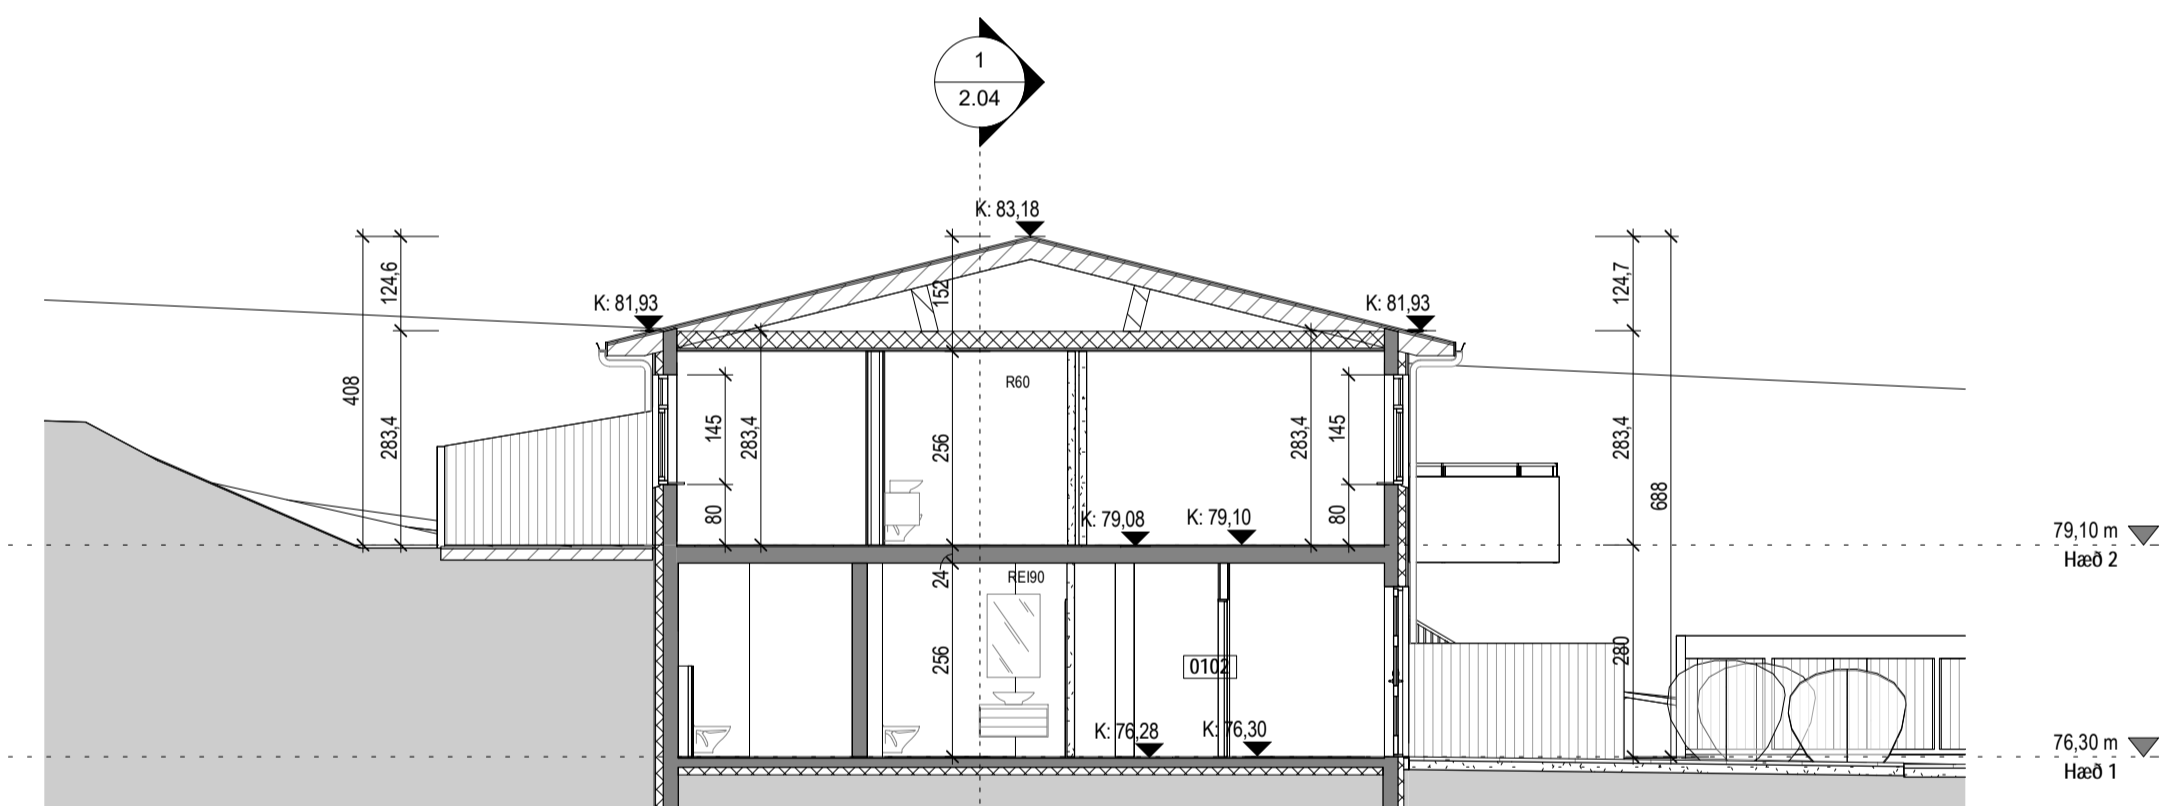 1
2.04
K: 83,18
124,6
152
124,7
K: 81,93
K: 81,93
408
283,4
145
283,4
256
R60
283,4
145
283,4
688
80
80
K: 79,08
K: 79,10
79,10 m
Hæð 2
24
REI90
256
0102
280
K: 76,28
K: 76,30
76,30 m
Hæð 1